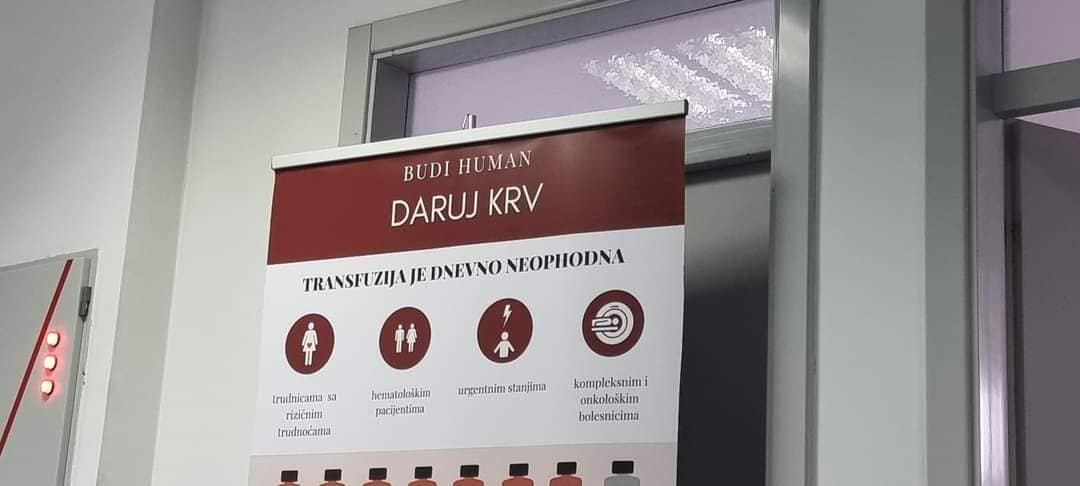 BUDI HUMAN
DARUJ KRV
TRANSFUZIJA JE DNEVNO NEOPHODNA
trudnicama sa
rizičnim
trudnoćama
hematološkim
pacijentima
urgentnim stanjima
kompleksnim i
onkološkim
bolesnicima